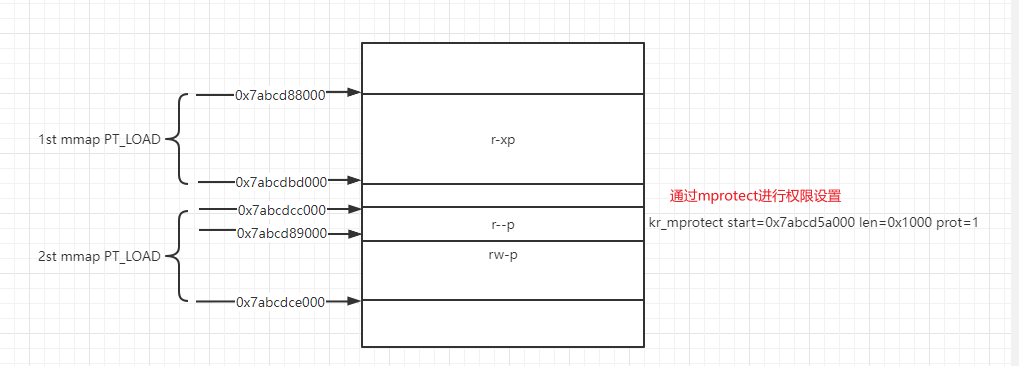 0x7abcd88000
1st mmap PT_LOAD
r-xp
0x7abcdbd000
通过mprotect进行权限设置
0x7abcdcc000
r--p
kr_mprotect start=0x7abcd5a000 len=0x1000 prot=1
0x7abcd89000
2st mmap PT_LOAD
rw-p
0x7abcdce000